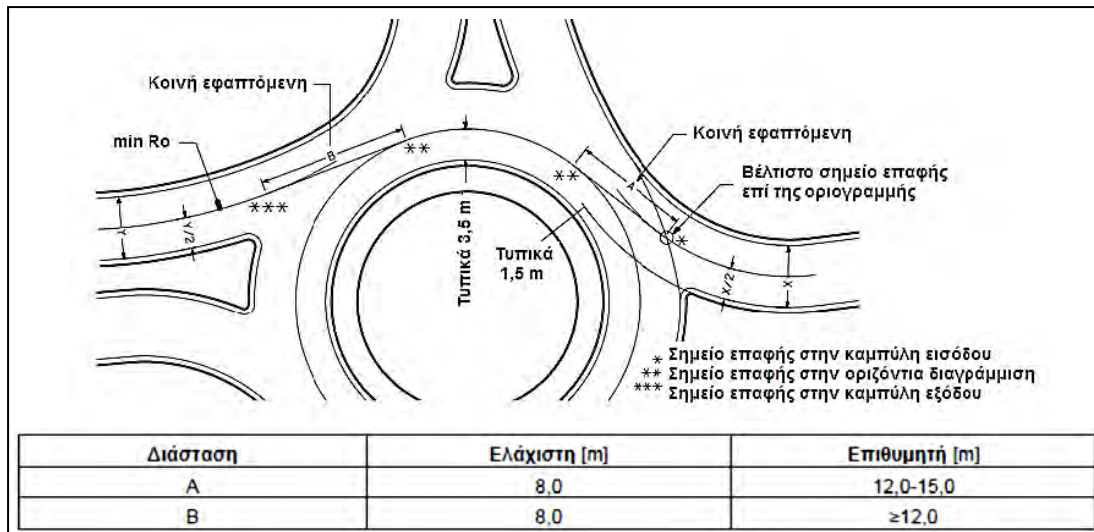 Κοινή εφαπτόμενη
B
**
Κοινή εφαπτόμενη
min Ro
A
**
Βέλτιστο σημείο επαφής
επί της οριογραμμής
***
*
Y
Y/2
Τυπικά 3,5 m
Τυπικά
1,5 m
X/2
X
* Σημείο επαφής στην καμπύλη εισόδου
** Σημείο επαφής στην οριζόντια διαγράμμιση
*** Σημείο επαφής στην καμπύλη εξόδου
Διάσταση Ελάχιστη [m] Επιθυμητή [m]
A 8,0 12,0-15,0
B 8,0 ≥12,0